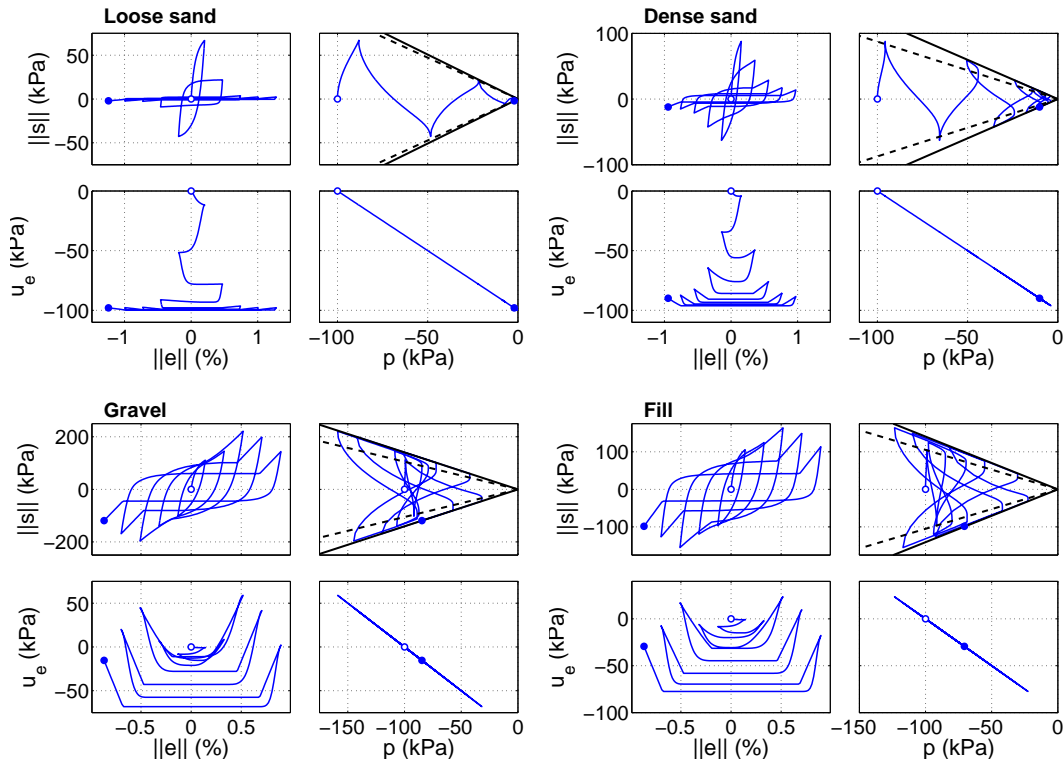 Loose sand
Dense sand
50
0
−50
||s|| (kPa)
100
0
−100
||s|| (kPa)
0
−50
−100
u_e (kPa)
−1 0 1
||e|| (%)
−100 −50 0
p (kPa)
0
−50
−100
u_e (kPa)
−1 0 1
||e|| (%)
−100 −50 0
p (kPa)
Gravel
Fill
200
0
−200
||s|| (kPa)
100
0
−100
||s|| (kPa)
50
0
−50
u_e (kPa)
−0.5 0 0.5
||e|| (%)
−150 −100 −50 0
p (kPa)
0
−50
−100
u_e (kPa)
−0.5 0 0.5
||e|| (%)
−150 −100 −50 0
p (kPa)